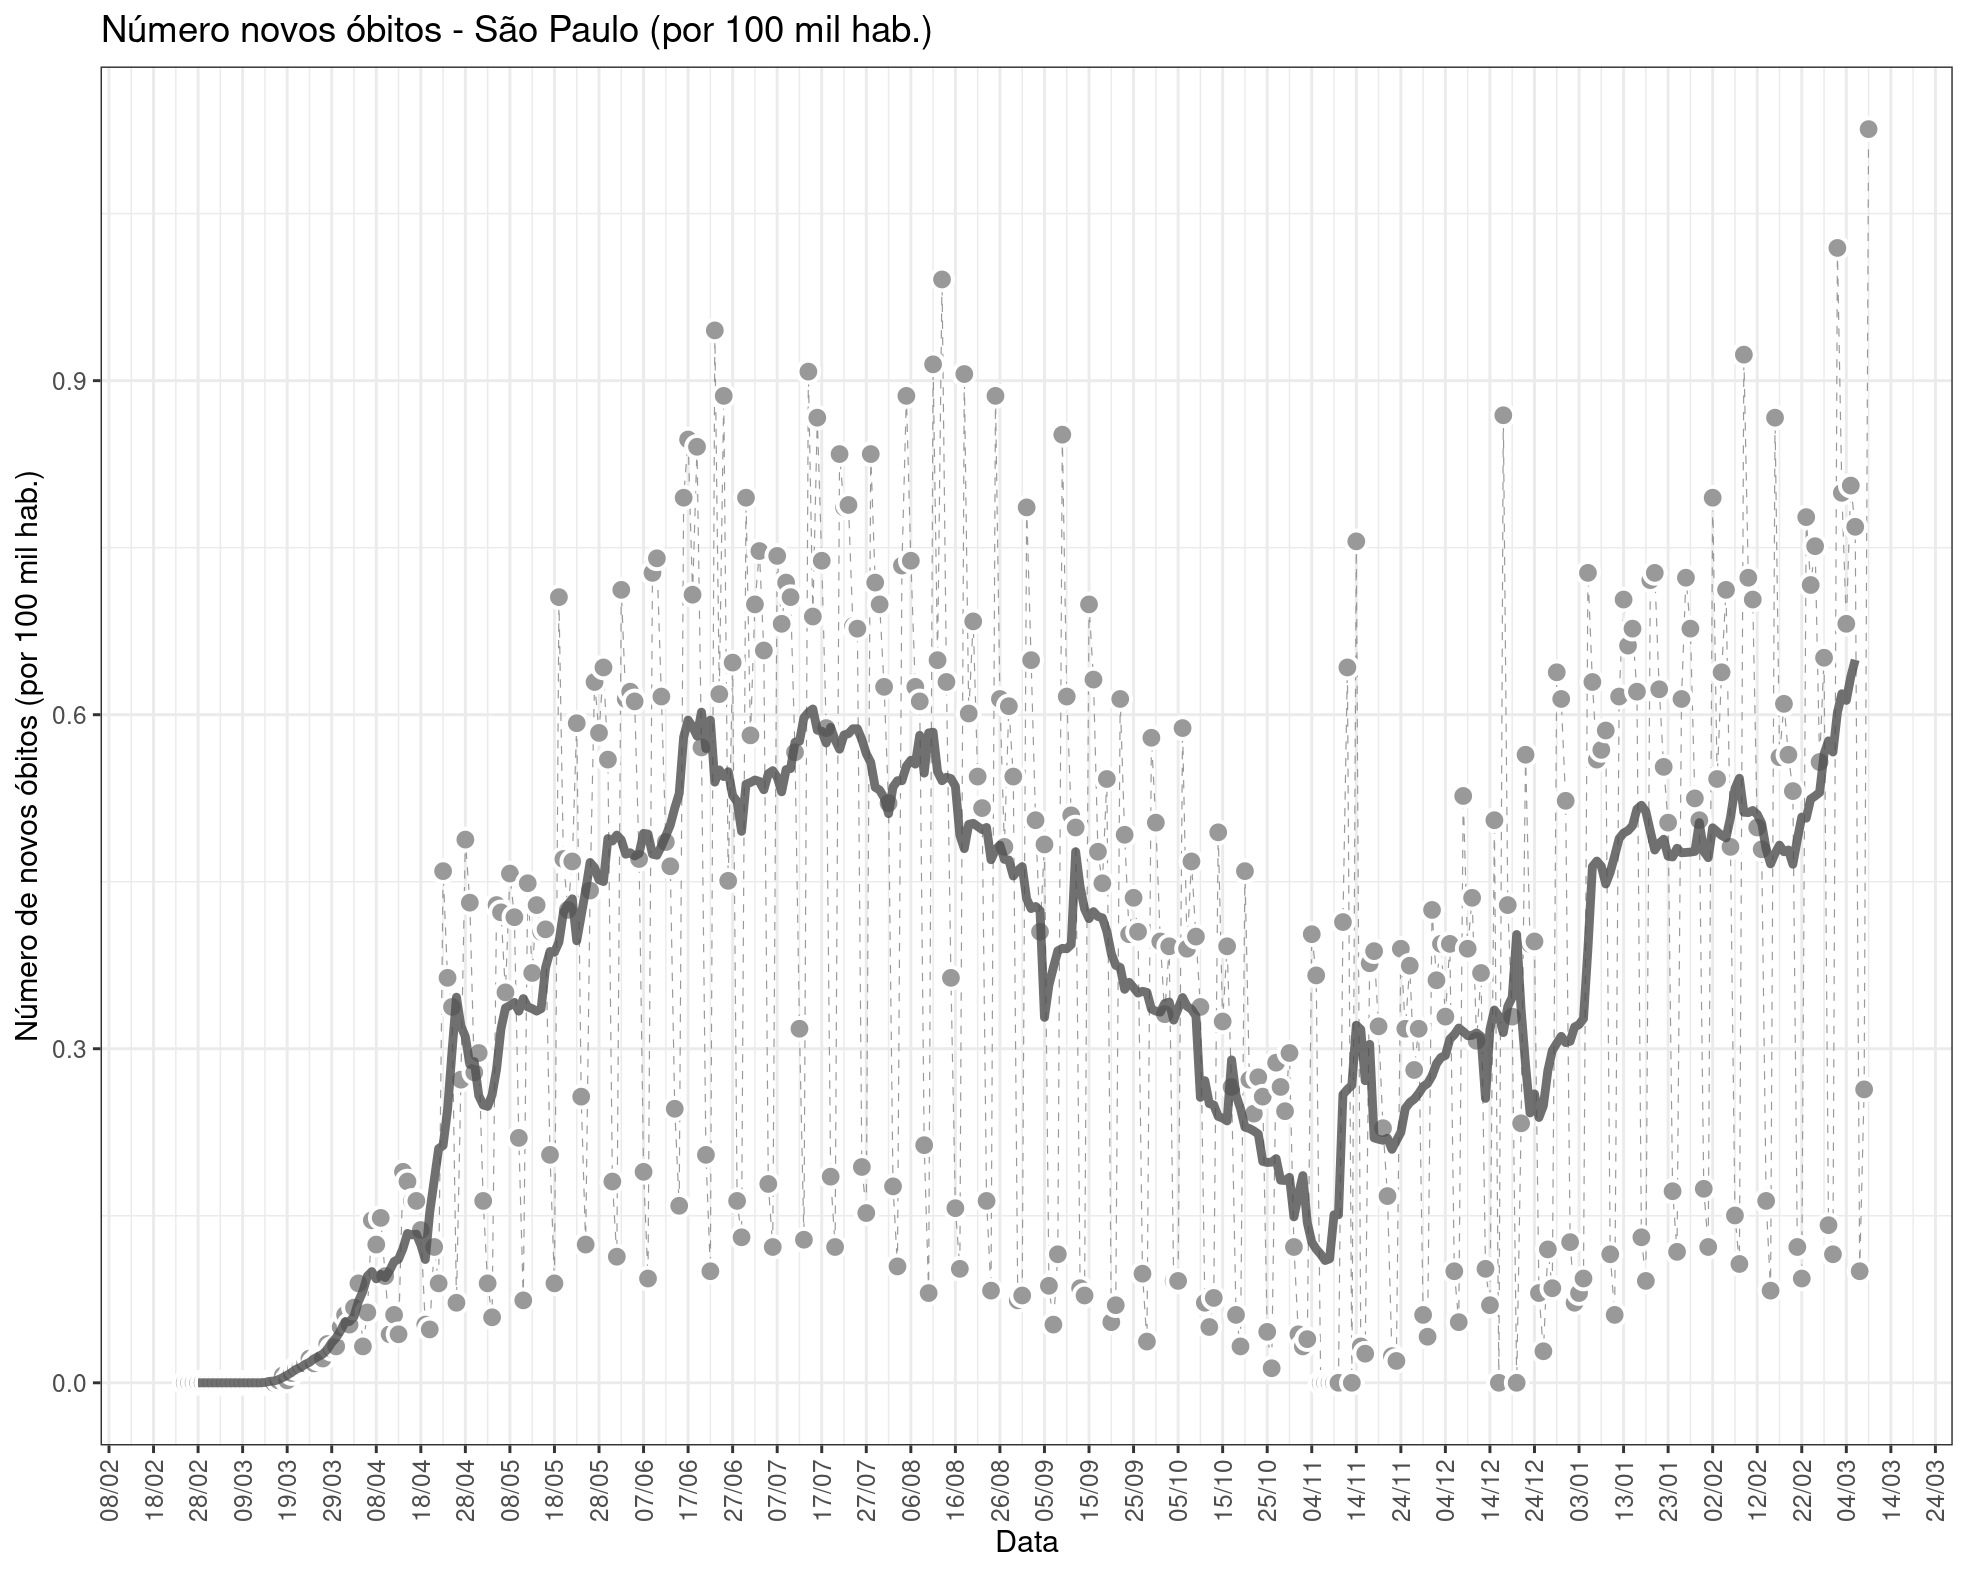 Número novos óbitos - São Paulo (por 100 mil hab.)
Número de novos óbitos (por 100 mil hab.)
0.9
0.6
0.3
0.0
08/02 18/02 28/02 09/03 19/03 29/03 08/04 18/04 28/04 08/05 18/05 28/05 07/06 17/06 27/06 07/07 17/07 27/07 06/08 16/08 26/08 05/09 15/09 25/09 05/10 15/10 25/10 04/11 14/11 24/11 04/12 14/12 24/12 03/01 13/01 23/01 02/02 12/02 22/02 04/03 14/03 24/03
Data